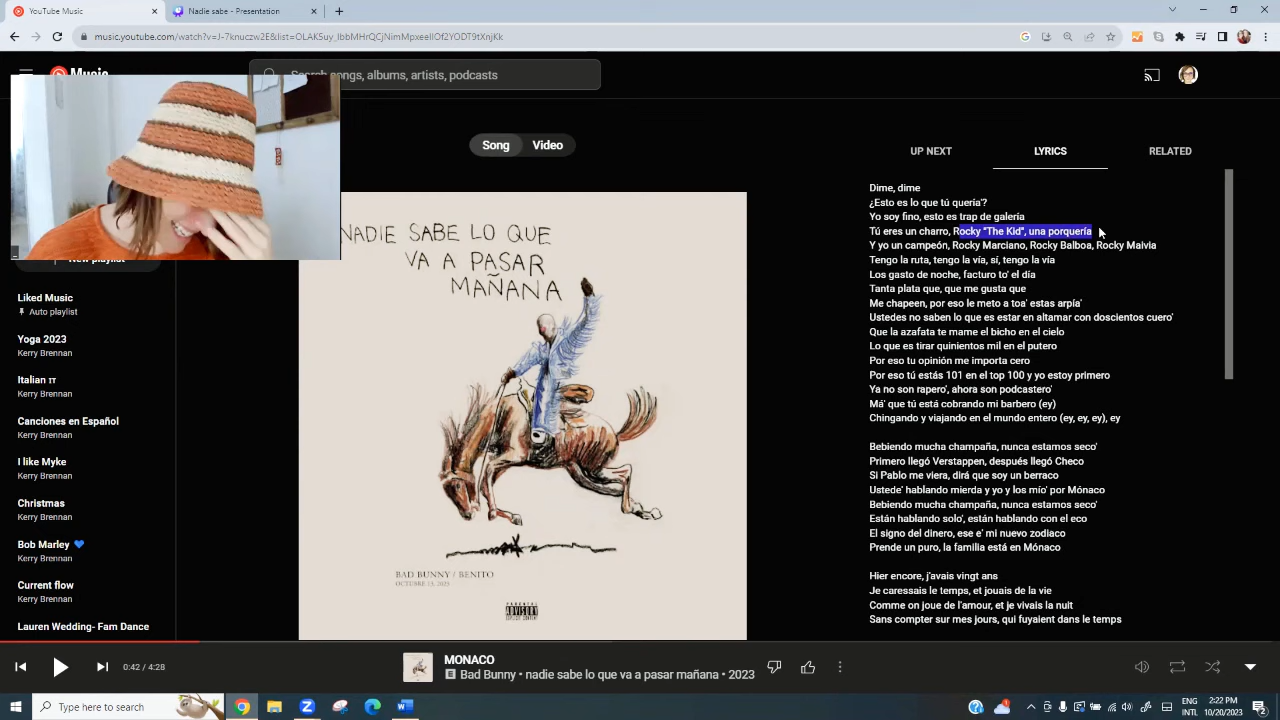 YouTube Music
Nadie sabe - Presentation
music.youtube.com/watch?v=J-7knuczw2E&list=OLAK5uy_IbbMHrQCjNinMpxeeIlOf2YOD79tXnjKk
Music
Search songs, albums, artists, podcasts
Song
Video
UP NEXT
LYRICS
RELATED
New playlist
Liked Music
Auto playlist
Yoga 2023
Kerry Brennan
Italian IT
Kerry Brennan
Canciones en Español
Kerry Brennan
I like Myke
Kerry Brennan
Christmas
Kerry Brennan
Bob Marley 💙
Kerry Brennan
Current flow
Kerry Brennan
Lauren Wedding- Fam Dance
NADIE SABE LO QUE
VA A PASAR
MAÑANA
BAD BUNNY / BENITO
OCTUBRE 13, 2023
PARENTAL
ADVISORY
EXPLICIT CONTENT
Dime, dime
¿Esto es lo que tú quería'?
Yo soy fino, esto es trap de galería
Tú eres un charro, Rocky "The Kid", una porquería
Y yo un campeón, Rocky Marciano, Rocky Balboa, Rocky Maivia
Tengo la ruta, tengo la vía, sí, tengo la vía
Los gasto de noche, facturo to' el día
Tanta plata que, que me gusta que
Me chapeen, por eso le meto a toa' estas arpía'
Ustedes no saben lo que es estar en altamar con doscientos cuero'
Que la azafata te mame el bicho en el cielo
Lo que es tirar quinientos mil en el putero
Por eso tu opinión me importa cero
Por eso tú estás 101 en el top 100 y yo estoy primero
Ya no son rapero', ahora son podcastero'
Má' que tú está cobrando mi barbero (ey)
Chingando y viajando en el mundo entero (ey, ey, ey), ey
Bebiendo mucha champaña, nunca estamos seco'
Primero llegó Verstappen, después llegó Checo
Si Pablo me viera, dirá que soy un berraco
Ustede' hablando mierda y yo y los mío' por Mónaco
Bebiendo mucha champaña, nunca estamos seco'
Están hablando solo', están hablando con el eco
El signo del dinero, ese e' mi nuevo zodiaco
Prende un puro, la familia está en Mónaco
Hier encore, j'avais vingt ans
Je caressais le temps, et jouais de la vie
Comme on joue de l'amour, et je vivais la nuit
Sans compter sur mes jours, qui fuyaient dans le temps
0:42 / 4:28
MONACO
E Bad Bunny • nadie sabe lo que va a pasar mañana • 2023
Type here to search
ENG
INTL
2:22 PM
10/20/2023
2